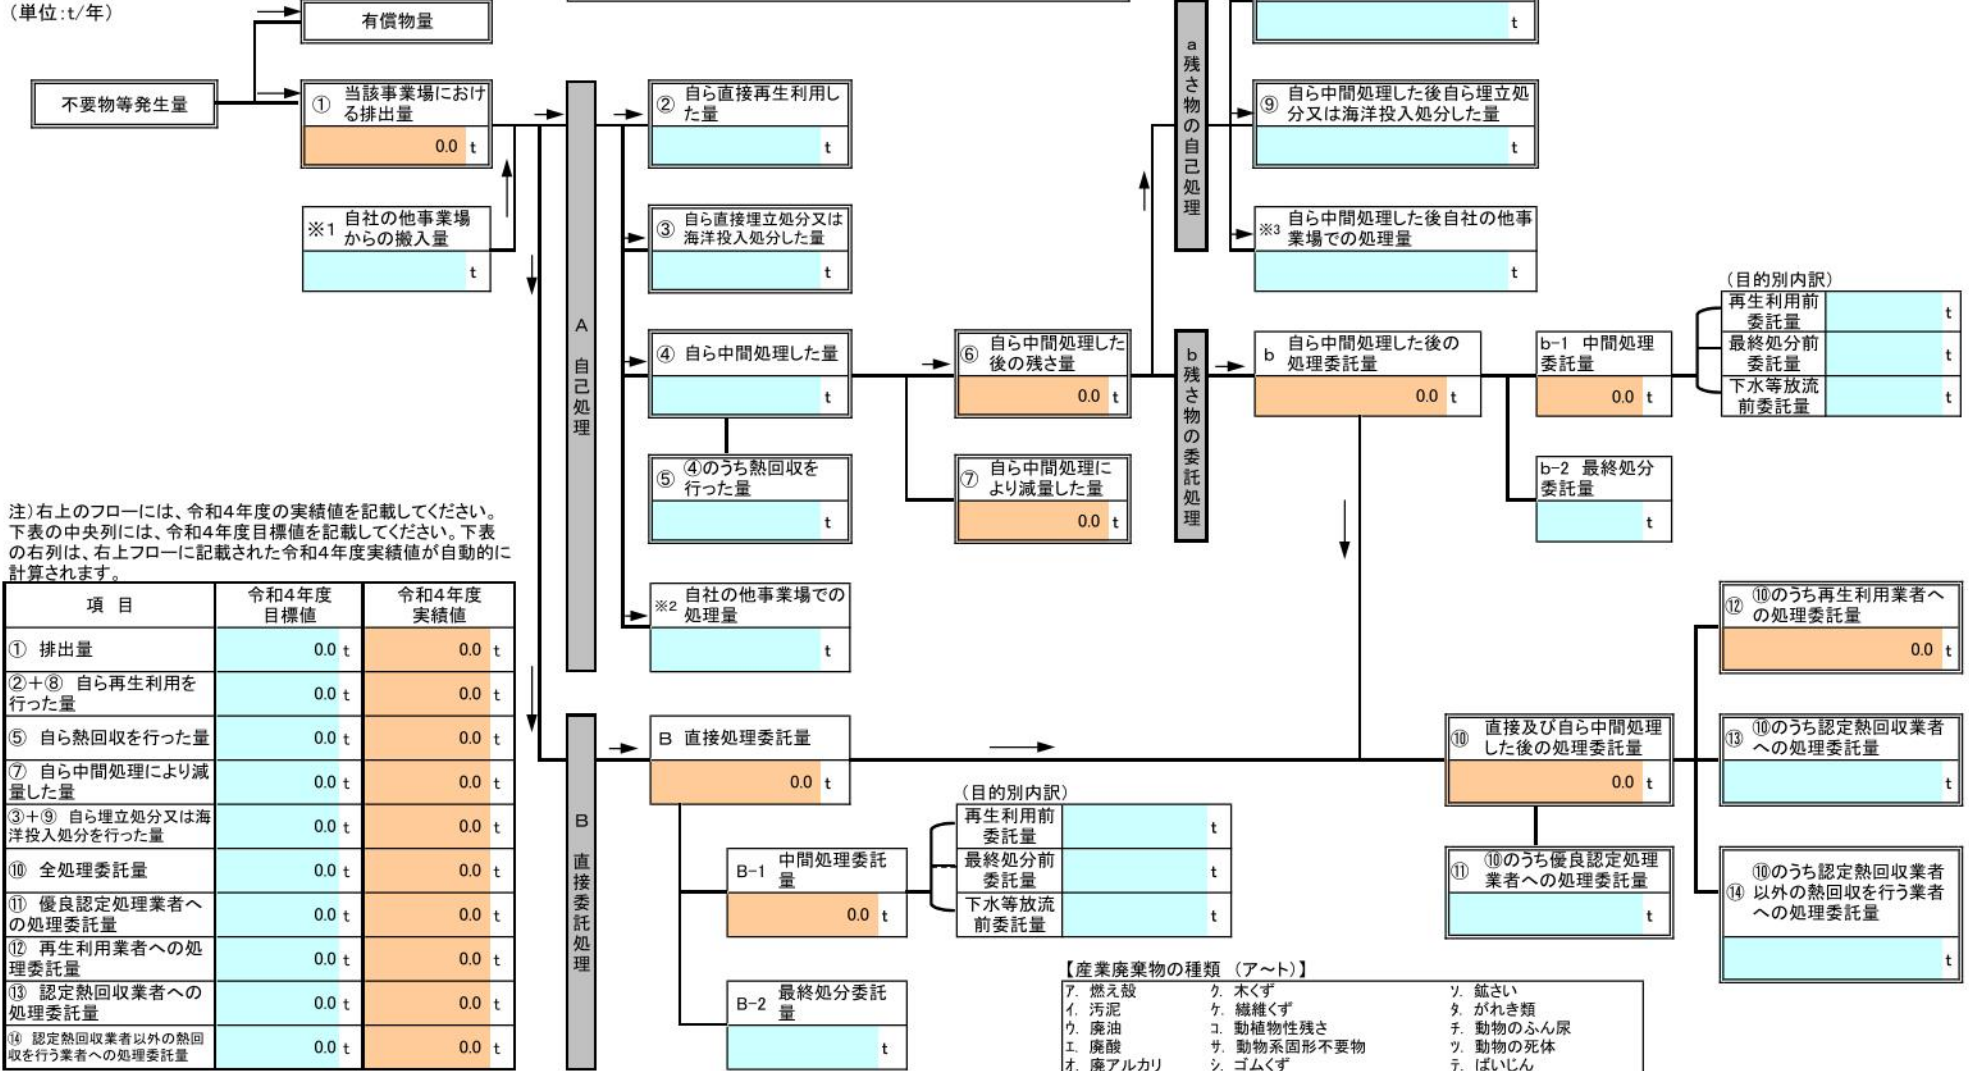 (単位:t/年)
有償物量
不要物等発生量
① 当該事業場におけ
る排出量
0.0 t
※1 自社の他事業場
からの搬入量
t
A 自己処理
② 自ら直接再生利用し
た量
t
③ 自ら直接埋立処分又は
海洋投入処分した量
t
④ 自ら中間処理した量
t
⑤ ④のうち熱回収を
行った量
t
※2 自社の他事業場での
処理量
t
⑥ 自ら中間処理した
後の残さ量
0.0 t
⑦ 自ら中間処理に
より減量した量
0.0 t
a 残さ物の自己処理
t
⑨ 自ら中間処理した後自ら埋立処
分又は海洋投入処分した量
t
※3 自ら中間処理した後自社の他事
業場での処理量
t
b 残さ物の委託処理
b 自ら中間処理した後の
処理委託量
0.0 t
b-1 中間処理
委託量
0.0 t
(目的別内訳)
再生利用前
委託量
t
最終処分前
委託量
t
下水等放流
前委託量
t
b-2 最終処分
委託量
t
注)右上のフローには、令和4年度の実績値を記載してください。
下表の中央列には、令和4年度目標値を記載してください。下表
の右列は、右上フローに記載された令和4年度実績値が自動的に
計算されます。
項 目 令和4年度
目標値 令和4年度
実績値
① 排出量 0.0 t 0.0 t
②+⑧ 自ら再生利用を
行った量 0.0 t 0.0 t
⑤ 自ら熱回収を行った量 0.0 t 0.0 t
⑦ 自ら中間処理により減
量した量 0.0 t 0.0 t
③+⑨ 自ら埋立処分又は海
洋投入処分を行った量 0.0 t 0.0 t
⑩ 全処理委託量 0.0 t 0.0 t
⑪ 優良認定処理業者へ
の処理委託量 0.0 t 0.0 t
⑫ 再生利用業者への処
理委託量 0.0 t 0.0 t
⑬ 認定熱回収業者への
処理委託量 0.0 t 0.0 t
⑭ 認定熱回収業者以外の熱回
収を行う業者への処理委託量 0.0 t 0.0 t
B 直接委託処理
B 直接処理委託量
0.0 t
B-1 中間処理委託
量
0.0 t
(目的別内訳)
再生利用前
委託量
t
最終処分前
委託量
t
下水等放流
前委託量
t
B-2 最終処分委託
量
t
⑩ 直接及び自ら中間処理
した後の処理委託量
0.0 t
⑪ ⑩のうち優良認定処理
業者への処理委託量
t
⑫ ⑩のうち再生利用業者へ
の処理委託量
0.0 t
⑬ ⑩のうち認定熱回収業者
への処理委託量
t
⑭ ⑩のうち認定熱回収業者
以外の熱回収を行う業者
への処理委託量
t
【産業廃棄物の種類 (ア~ト)】
ア. 燃え殻 ク. 木くず ソ. 鉱さい
イ. 汚泥 ケ. 繊維くず タ. がれき類
ウ. 廃油 コ. 動植物性残さ チ. 動物のふん尿
エ. 廃酸 サ. 動物系固形不要物 ツ. 動物の死体
オ. 廃アルカリ シ. ゴムくず テ. ばいじん